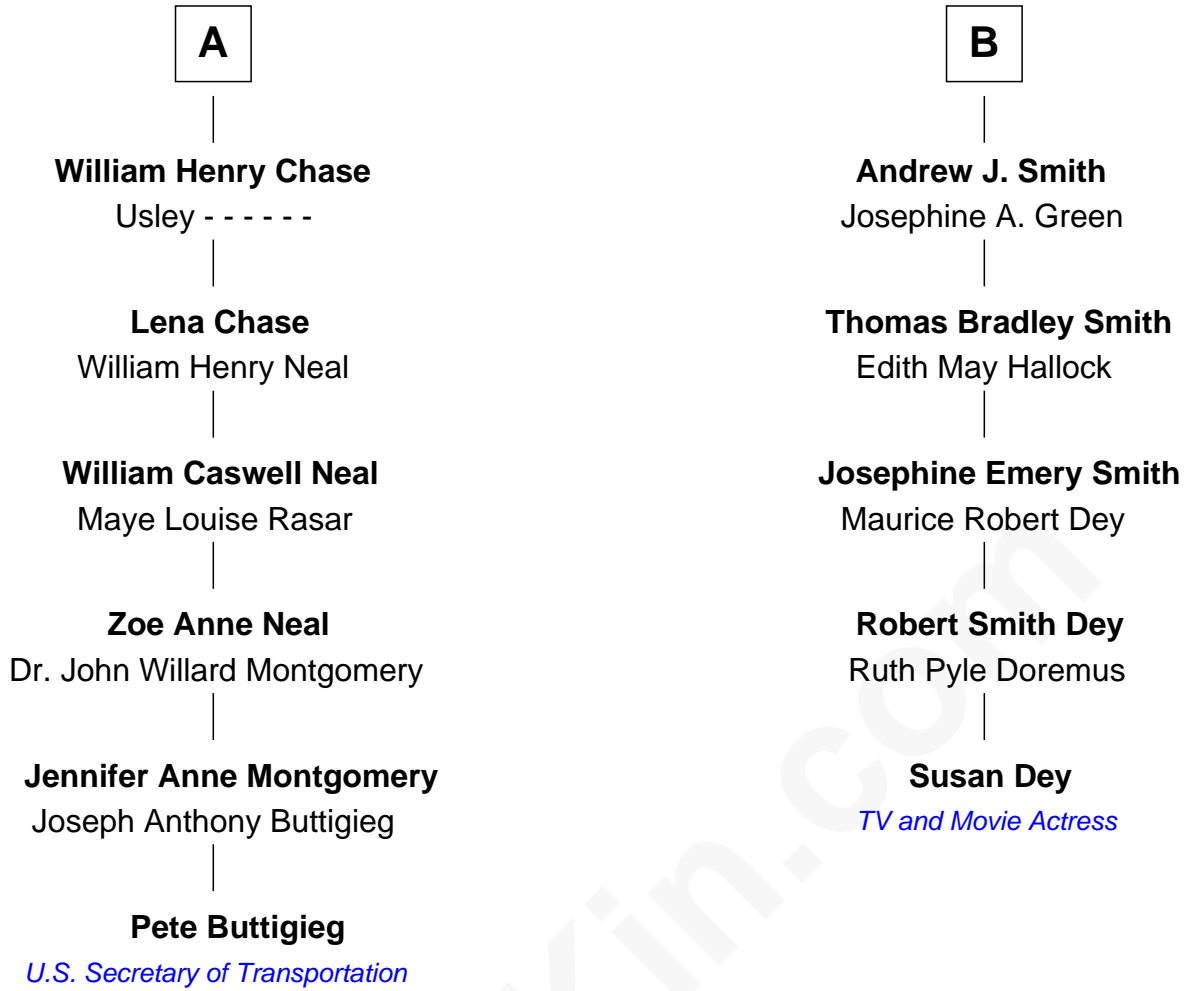 A
William Henry Chase
Usley - - - - - -
Lena Chase
William Henry Neal
William Caswell Neal
Maye Louise Rasar
Zoe Anne Neal
Dr. John Willard Montgomery
Jennifer Anne Montgomery
Joseph Anthony Buttigieg
Pete Buttigieg
U.S. Secretary of Transportation
B
Andrew J. Smith
Josephine A. Green
Thomas Bradley Smith
Edith May Hallock
Josephine Emery Smith
Maurice Robert Dey
Robert Smith Dey
Ruth Pyle Doremus
Susan Dey
TV and Movie Actress
Kin.com